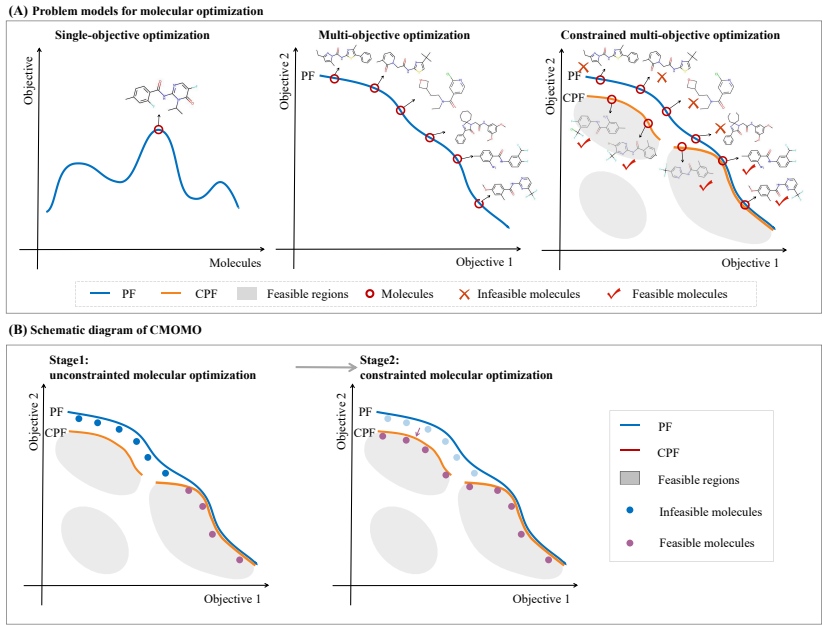 (A) Problem models for molecular optimization
Single-objective optimization
Multi-objective optimization
Constrained multi-objective optimization
Objective
Molecules
Objective 2
PF
Objective 1
Objective 2
PF
CPF
Objective 1
PF
CPF
Feasible regions
Molecules
Infeasible molecules
Feasible molecules
(B) Schematic diagram of CMOMO
Stage1:
unconstrainted molecular optimization
Stage2:
constrainted molecular optimization
Objective 2
PF
CPF
Objective 1
Objective 2
PF
CPF
Objective 1
PF
CPF
Feasible regions
Infeasible molecules
Feasible molecules